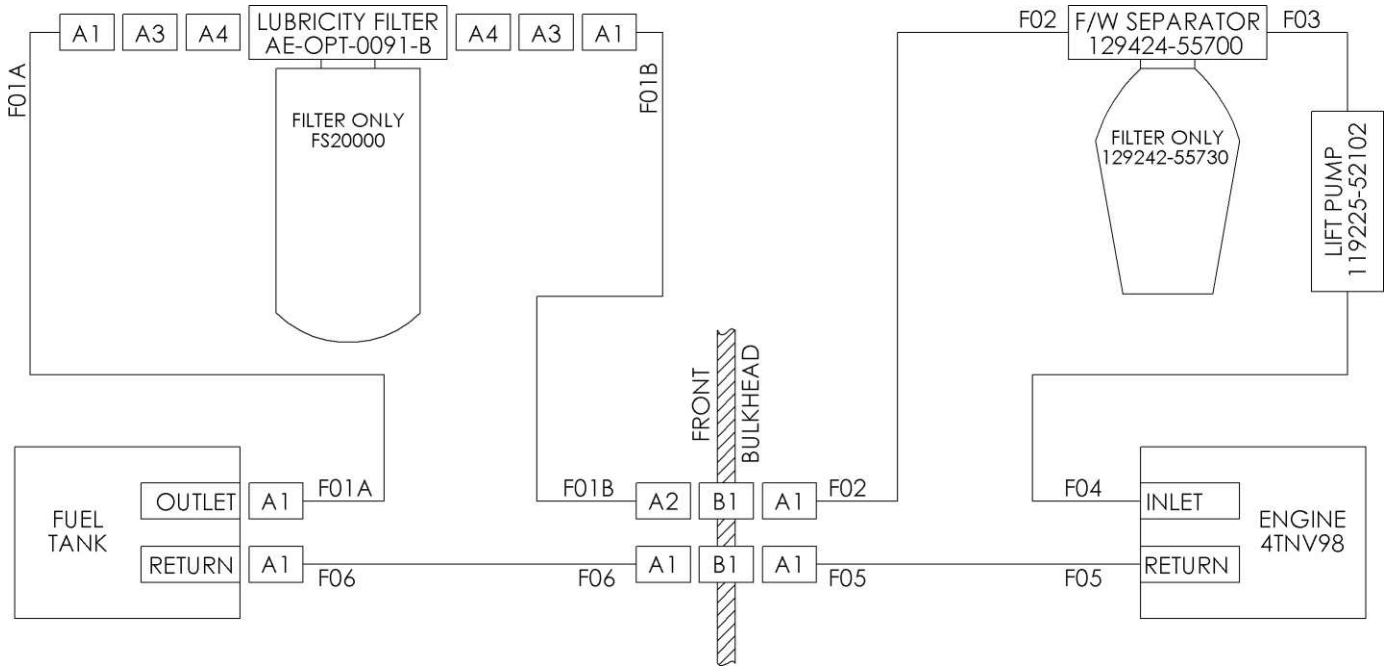 A1 A3 A4
LUBRICITY FILTER
AE-OPT-0091-B
A4 A3 A1
F01A
F01B
FILTER ONLY
FS20000
F02
F/W SEPARATOR
129424-55700
F03
FILTER ONLY
129242-55730
LIFT PUMP
119225-52102
FRONT
BULKHEAD
FUEL
TANK
OUTLET
A1
F01A
F01B
A2
B1
A1
F02
F04
INLET
ENGINE
4TNV98
RETURN
A1
F06
F06
A1
B1
A1
F05
F05
RETURN